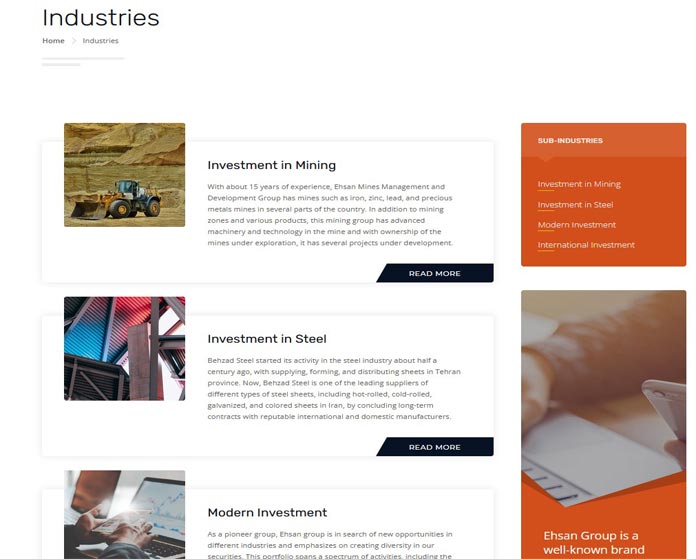 Industries
Home
Industries
Investment in Mining
With about 15 years of experience, Ehsan Mines Management and
Development Group has mines such as iron, zinc, lead, and precious
metals mines in several parts of the country. In addition to mining
zones and various products, this mining group has advanced
machinery and technology in the mine and with ownership of the
mines under exploration, it has several projects under development.
READ MORE
Investment in Steel
Behzad Steel started its activity in the steel industry about half a
century ago, with supplying, forming, and distributing sheets in Tehran
province. Now, Behzad Steel is one of the leading suppliers of
different types of steel sheets, including hot-rolled, cold-rolled,
galvanized, and colored sheets in Iran, by concluding long-term
contracts with reputable international and domestic manufacturers.
READ MORE
Modern Investment
As a pioneer group, Ehsan group is in search of new opportunities in
different industries and emphasizes on creating diversity in our
securities. This portfolio spans a spectrum of activities, including the
SUB-INDUSTRIES
Investment in Mining
Investment in Steel
Modern Investment
International Investment
Ehsan Group is a
well-known brand